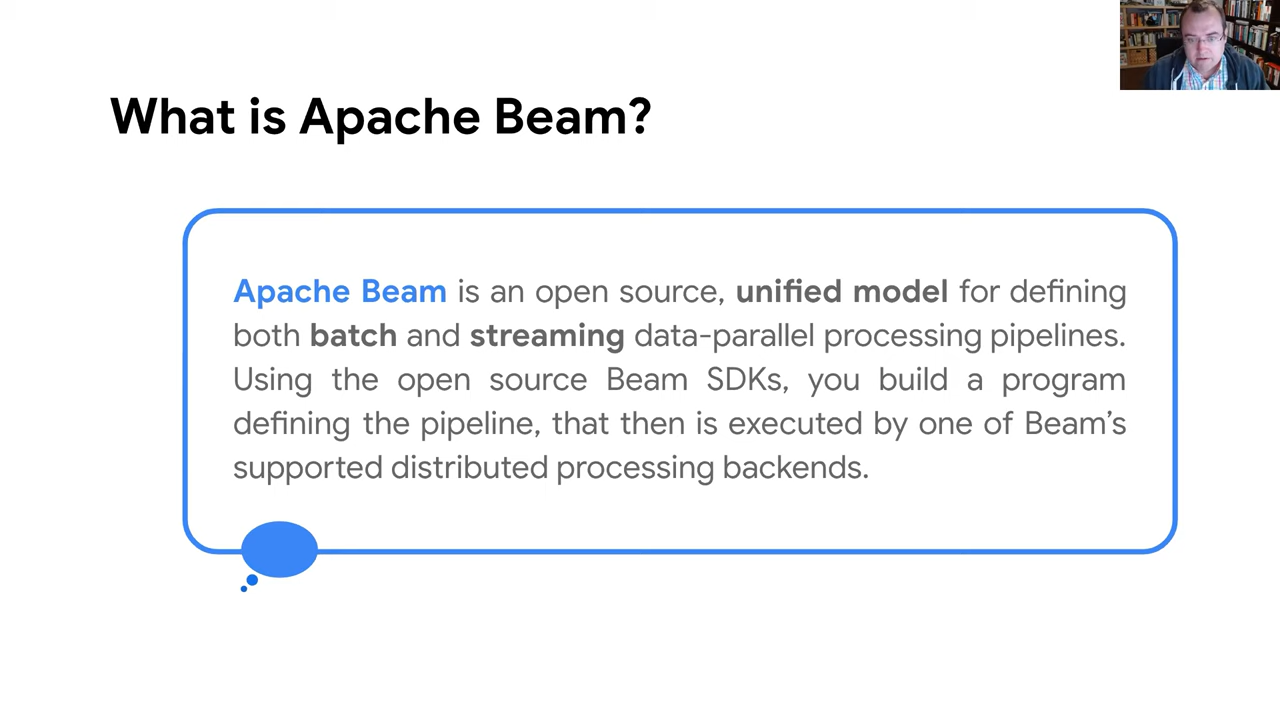 What is Apache Beam?
Apache Beam is an open source, unified model for defining
both batch and streaming data-parallel processing pipelines.
Using the open source Beam SDKs, you build a program
defining the pipeline, that then is executed by one of Beam’s
supported distributed processing backends.